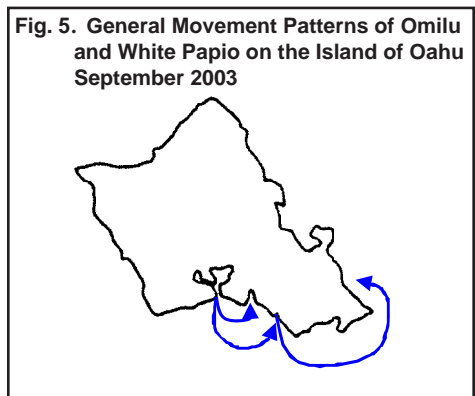 Fig. 5. General Movement Patterns of Omilu
and White Papio on the Island of Oahu
September 2003